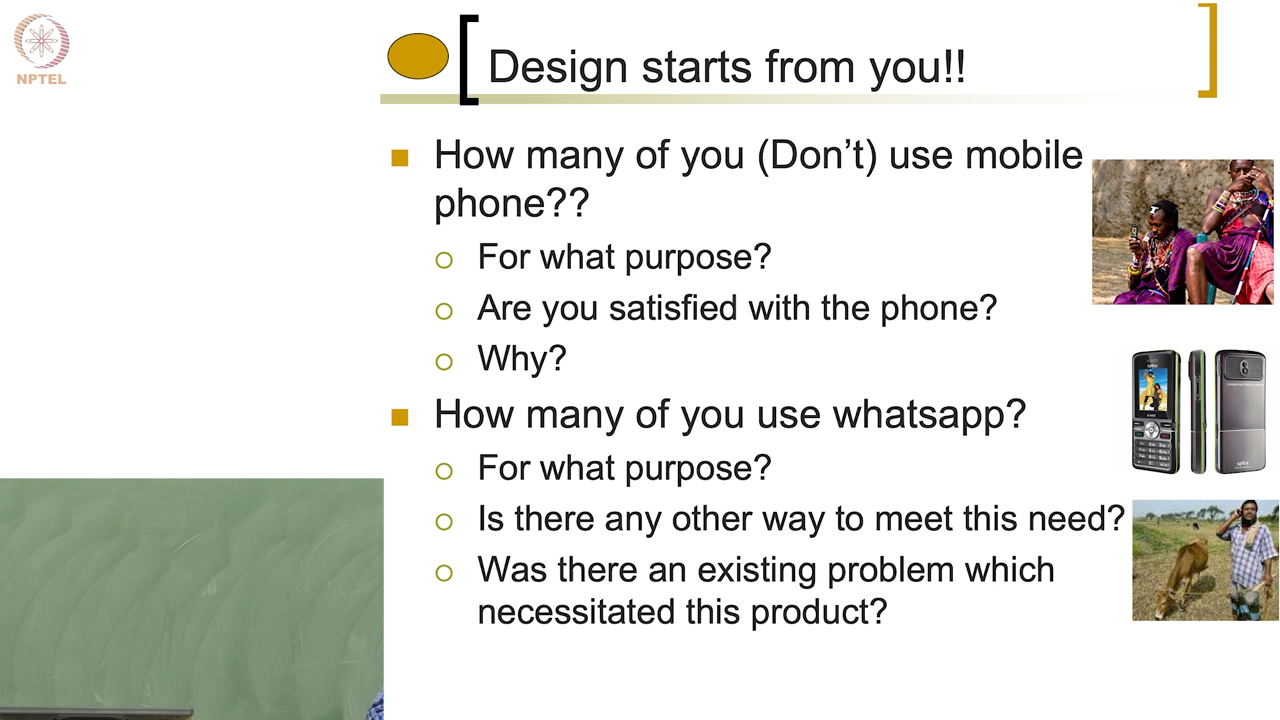 NPTEL
Design starts from you!!
How many of you (Don’t) use mobile
phone??
For what purpose?
Are you satisfied with the phone?
Why?
How many of you use whatsapp?
For what purpose?
Is there any other way to meet this need?
Was there an existing problem which
necessitated this product?